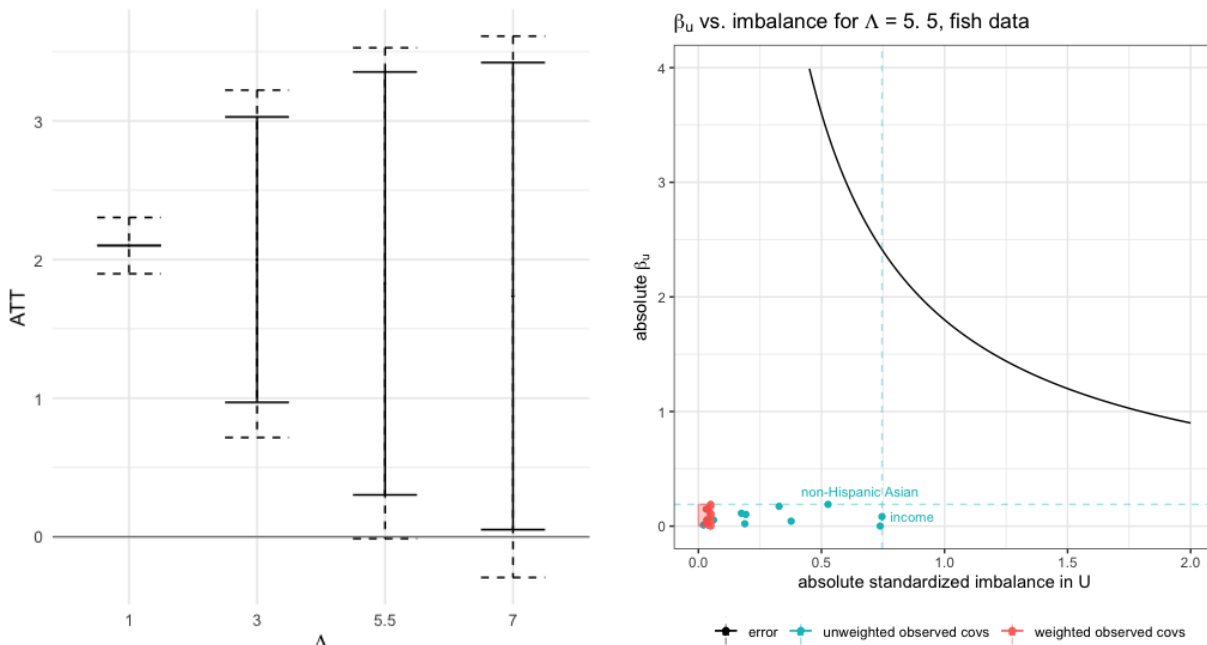 3
2
1
0
ATT
1 3 5.5 7
Λ
βu vs. imbalance for Λ = 5. 5, fish data
4
3
2
1
0
absolute βu
non-Hispanic Asian
income
0.0 0.5 1.0 1.5 2.0
absolute standardized imbalance in U
error unweighted observed covs weighted observed covs